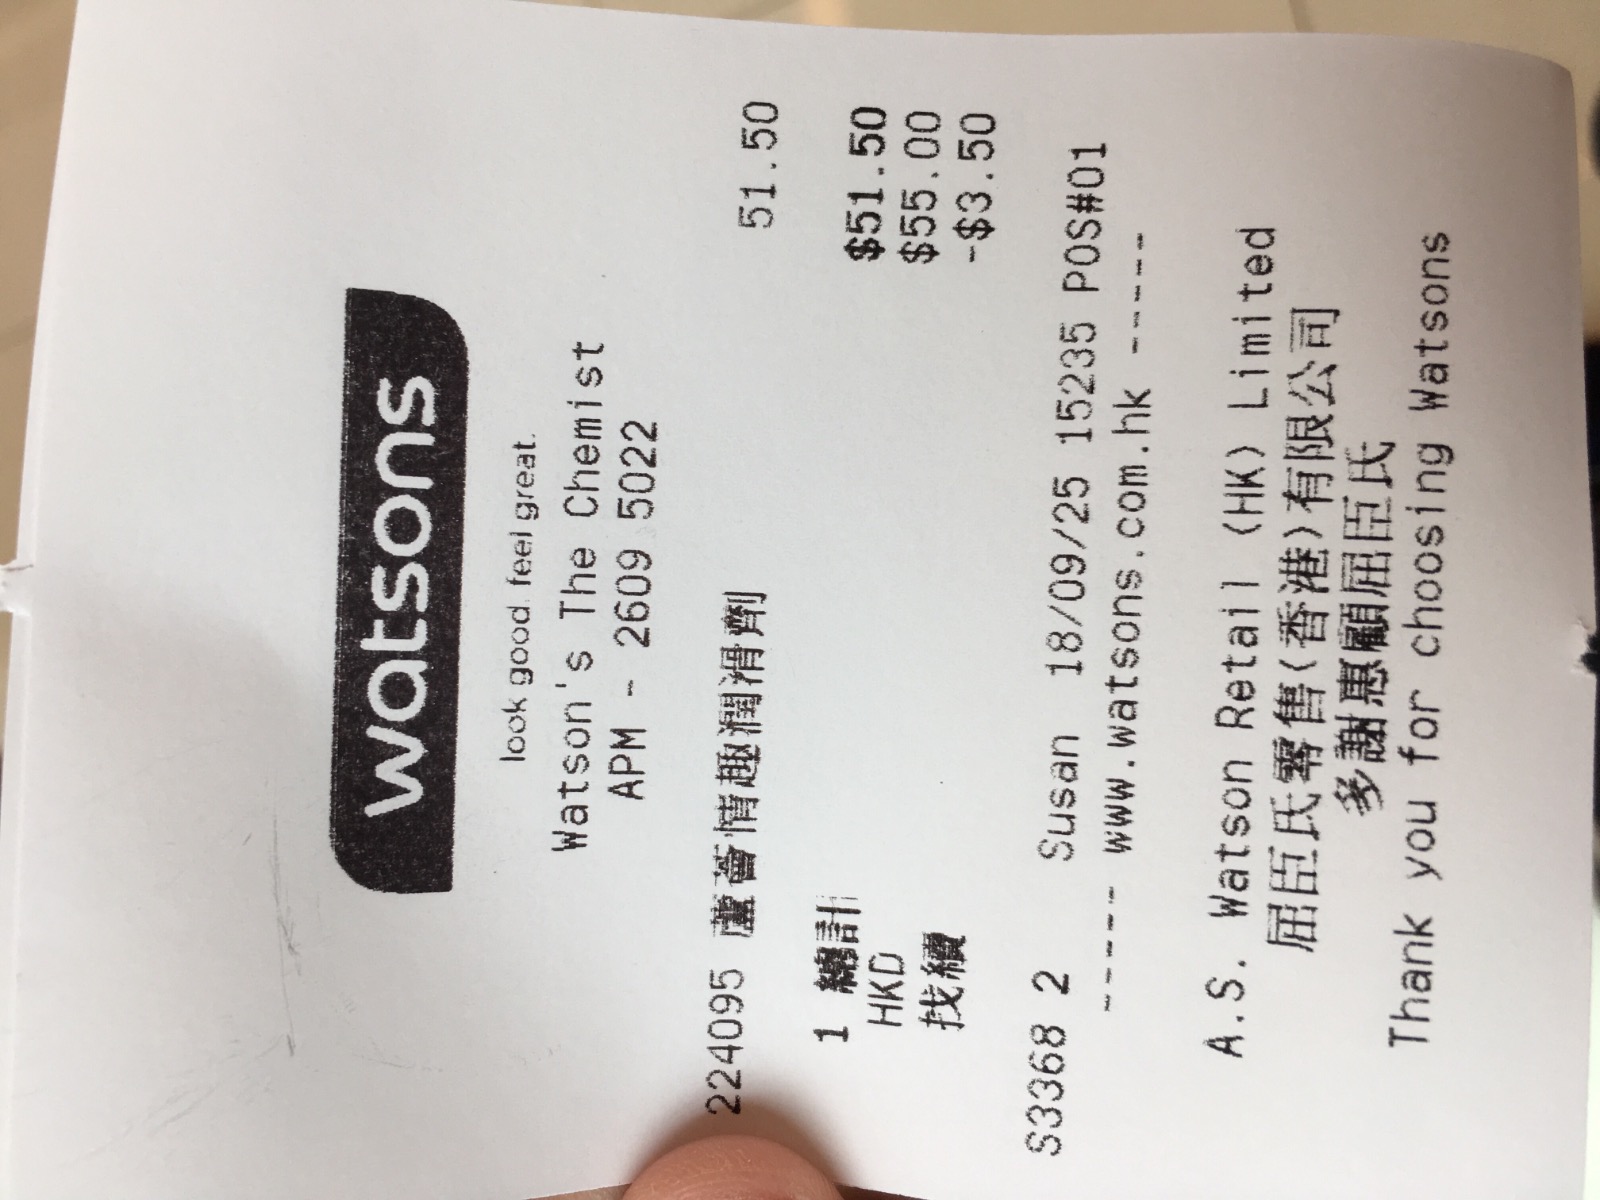 watsons
look good. feel great.
Watson's The Chemist
APM - 2609 5022
224095 蘆薈情趣潤滑劑 51.50
1 總計 $51.50
HKD $55.00
找續 -$3.50
S3368 2 Susan 18/09/25 15235 POS#01
----- www.watsons.com.hk -----
A.S. Watson Retail (HK) Limited
屈臣氏零售(香港)有限公司
多謝惠顧屈臣氏
Thank you for choosing Watsons